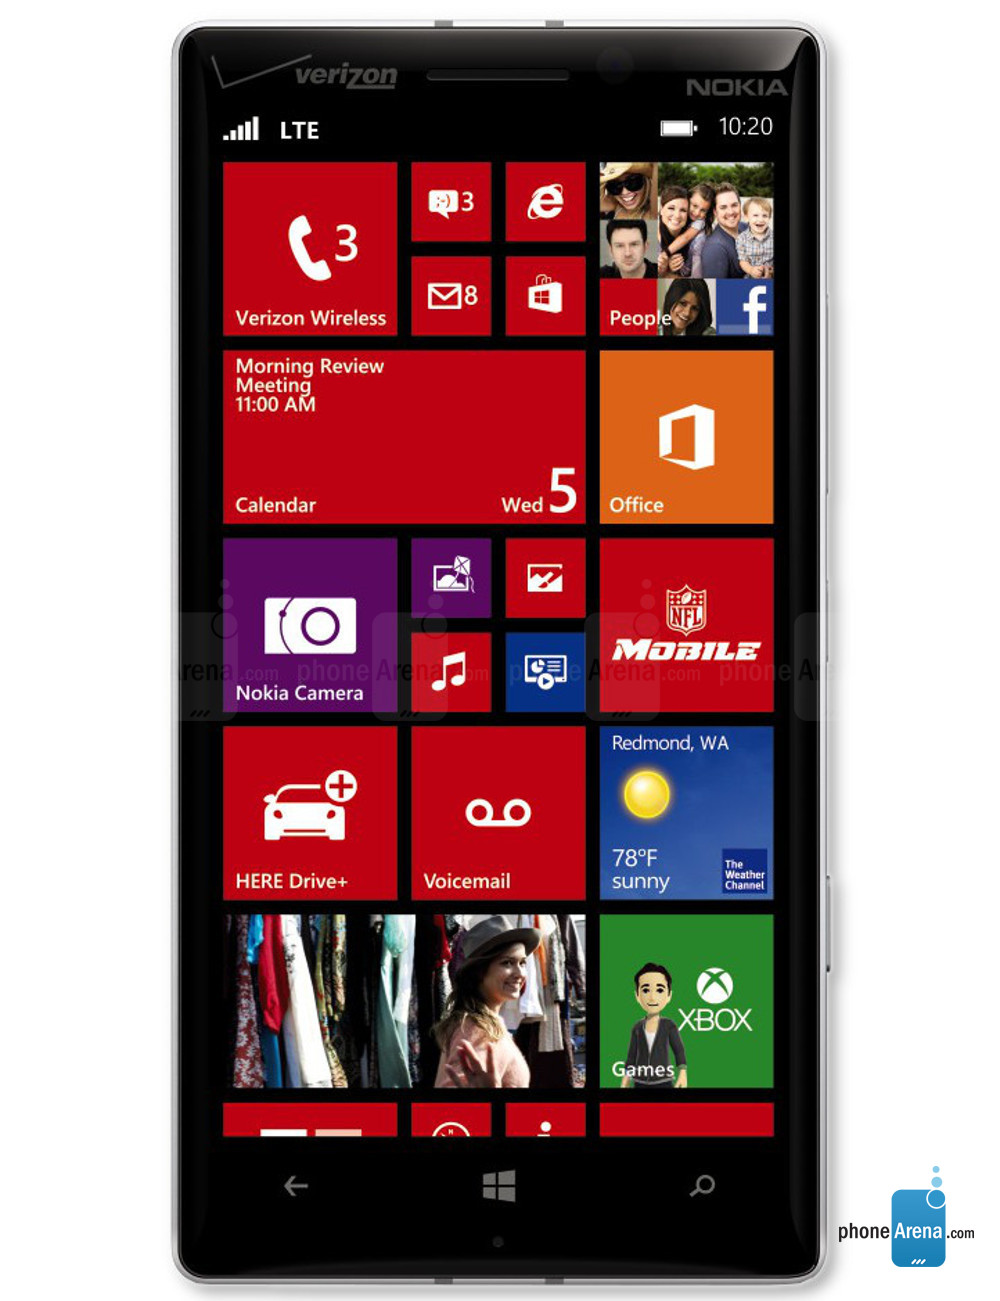 verizon
NOKIA
LTE
10:20
3
Verizon Wireless
:-) 3
e
8
People
f
Morning Review
Meeting
11:00 AM
Calendar
Wed 5
Office
Nokia Camera
NFL
MOBILE
phoneArena.com
HERE Drive+
Voicemail
Redmond, WA
78°F
sunny
The
Weather
Channel
XBOX
Games
N
phoneArena.com